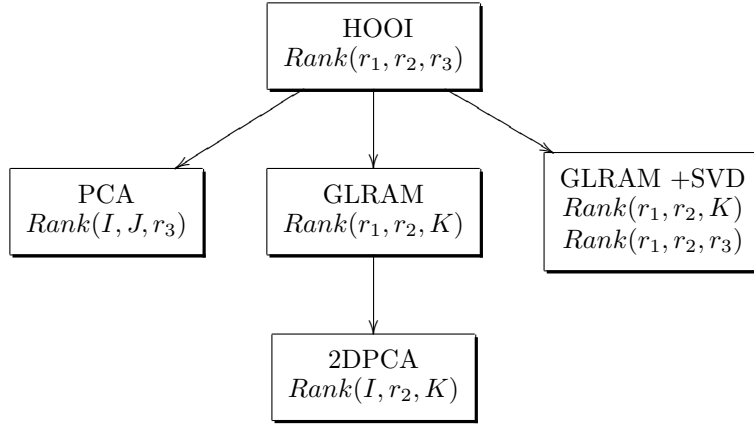 HOOI
Rank(r₁, r₂, r₃)
PCA
Rank(I, J, r₃)
GLRAM
Rank(r₁, r₂, K)
GLRAM +SVD
Rank(r₁, r₂, K)
Rank(r₁, r₂, r₃)
2DPCA
Rank(I, r₂, K)